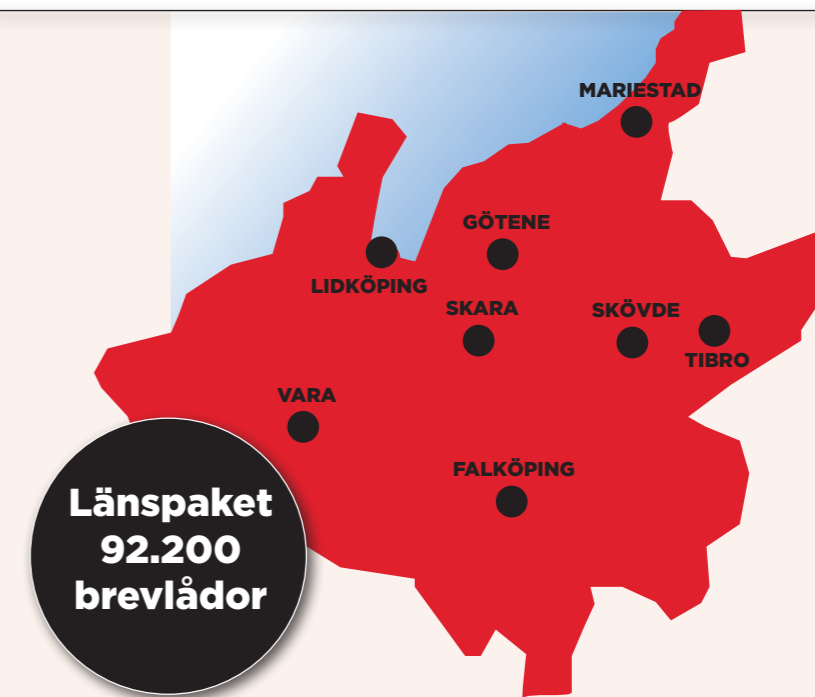 MARIESTAD
GÖTENE
LIDKÖPING
SKARA
SKÖVDE
TIBRO
VARA
FALKÖPING
Länspaket
92.200
brevlådor